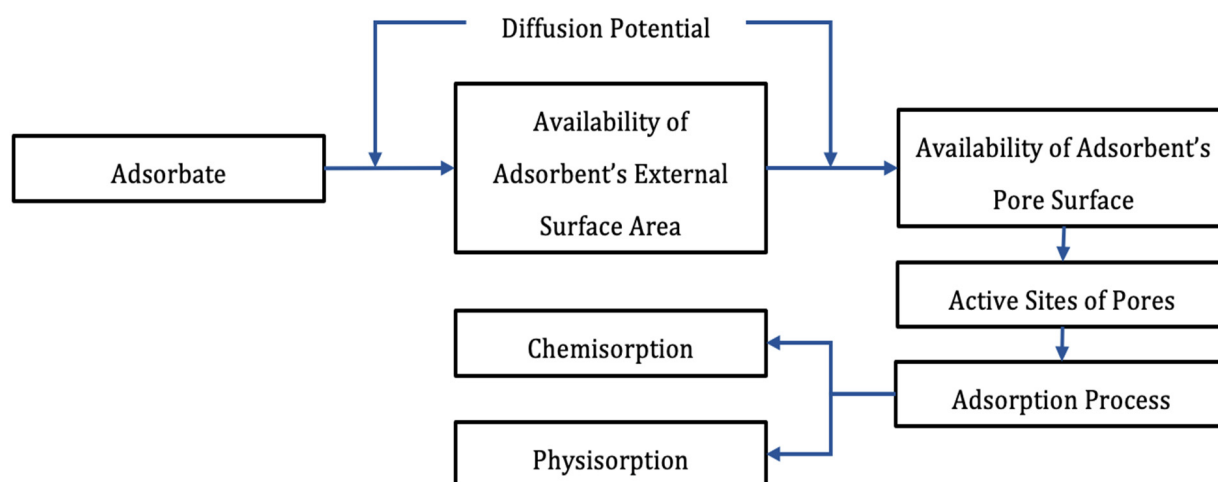 Diffusion Potential
Adsorbate
Availability of
Adsorbent's External
Surface Area
Availability of Adsorbent's
Pore Surface
Active Sites of Pores
Adsorption Process
Chemisorption
Physisorption